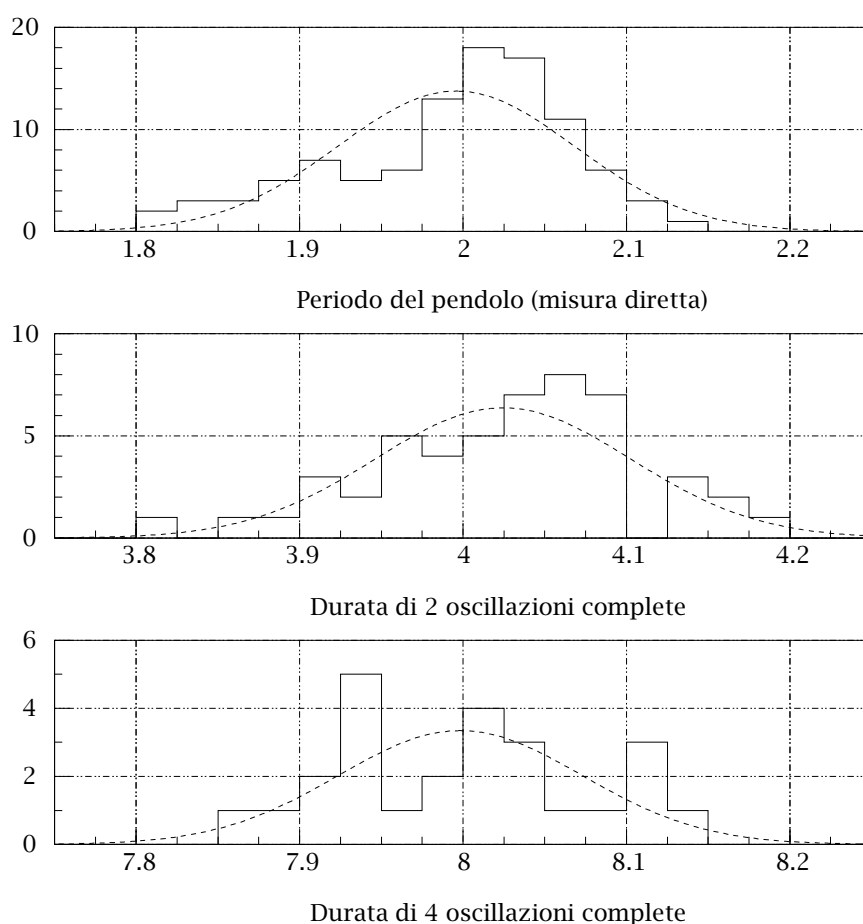 20
10
0
1.8 1.9 2 2.1 2.2
Periodo del pendolo (misura diretta)
10
5
0
3.8 3.9 4 4.1 4.2
Durata di 2 oscillazioni complete
6
4
2
0
7.8 7.9 8 8.1 8.2
Durata di 4 oscillazioni complete